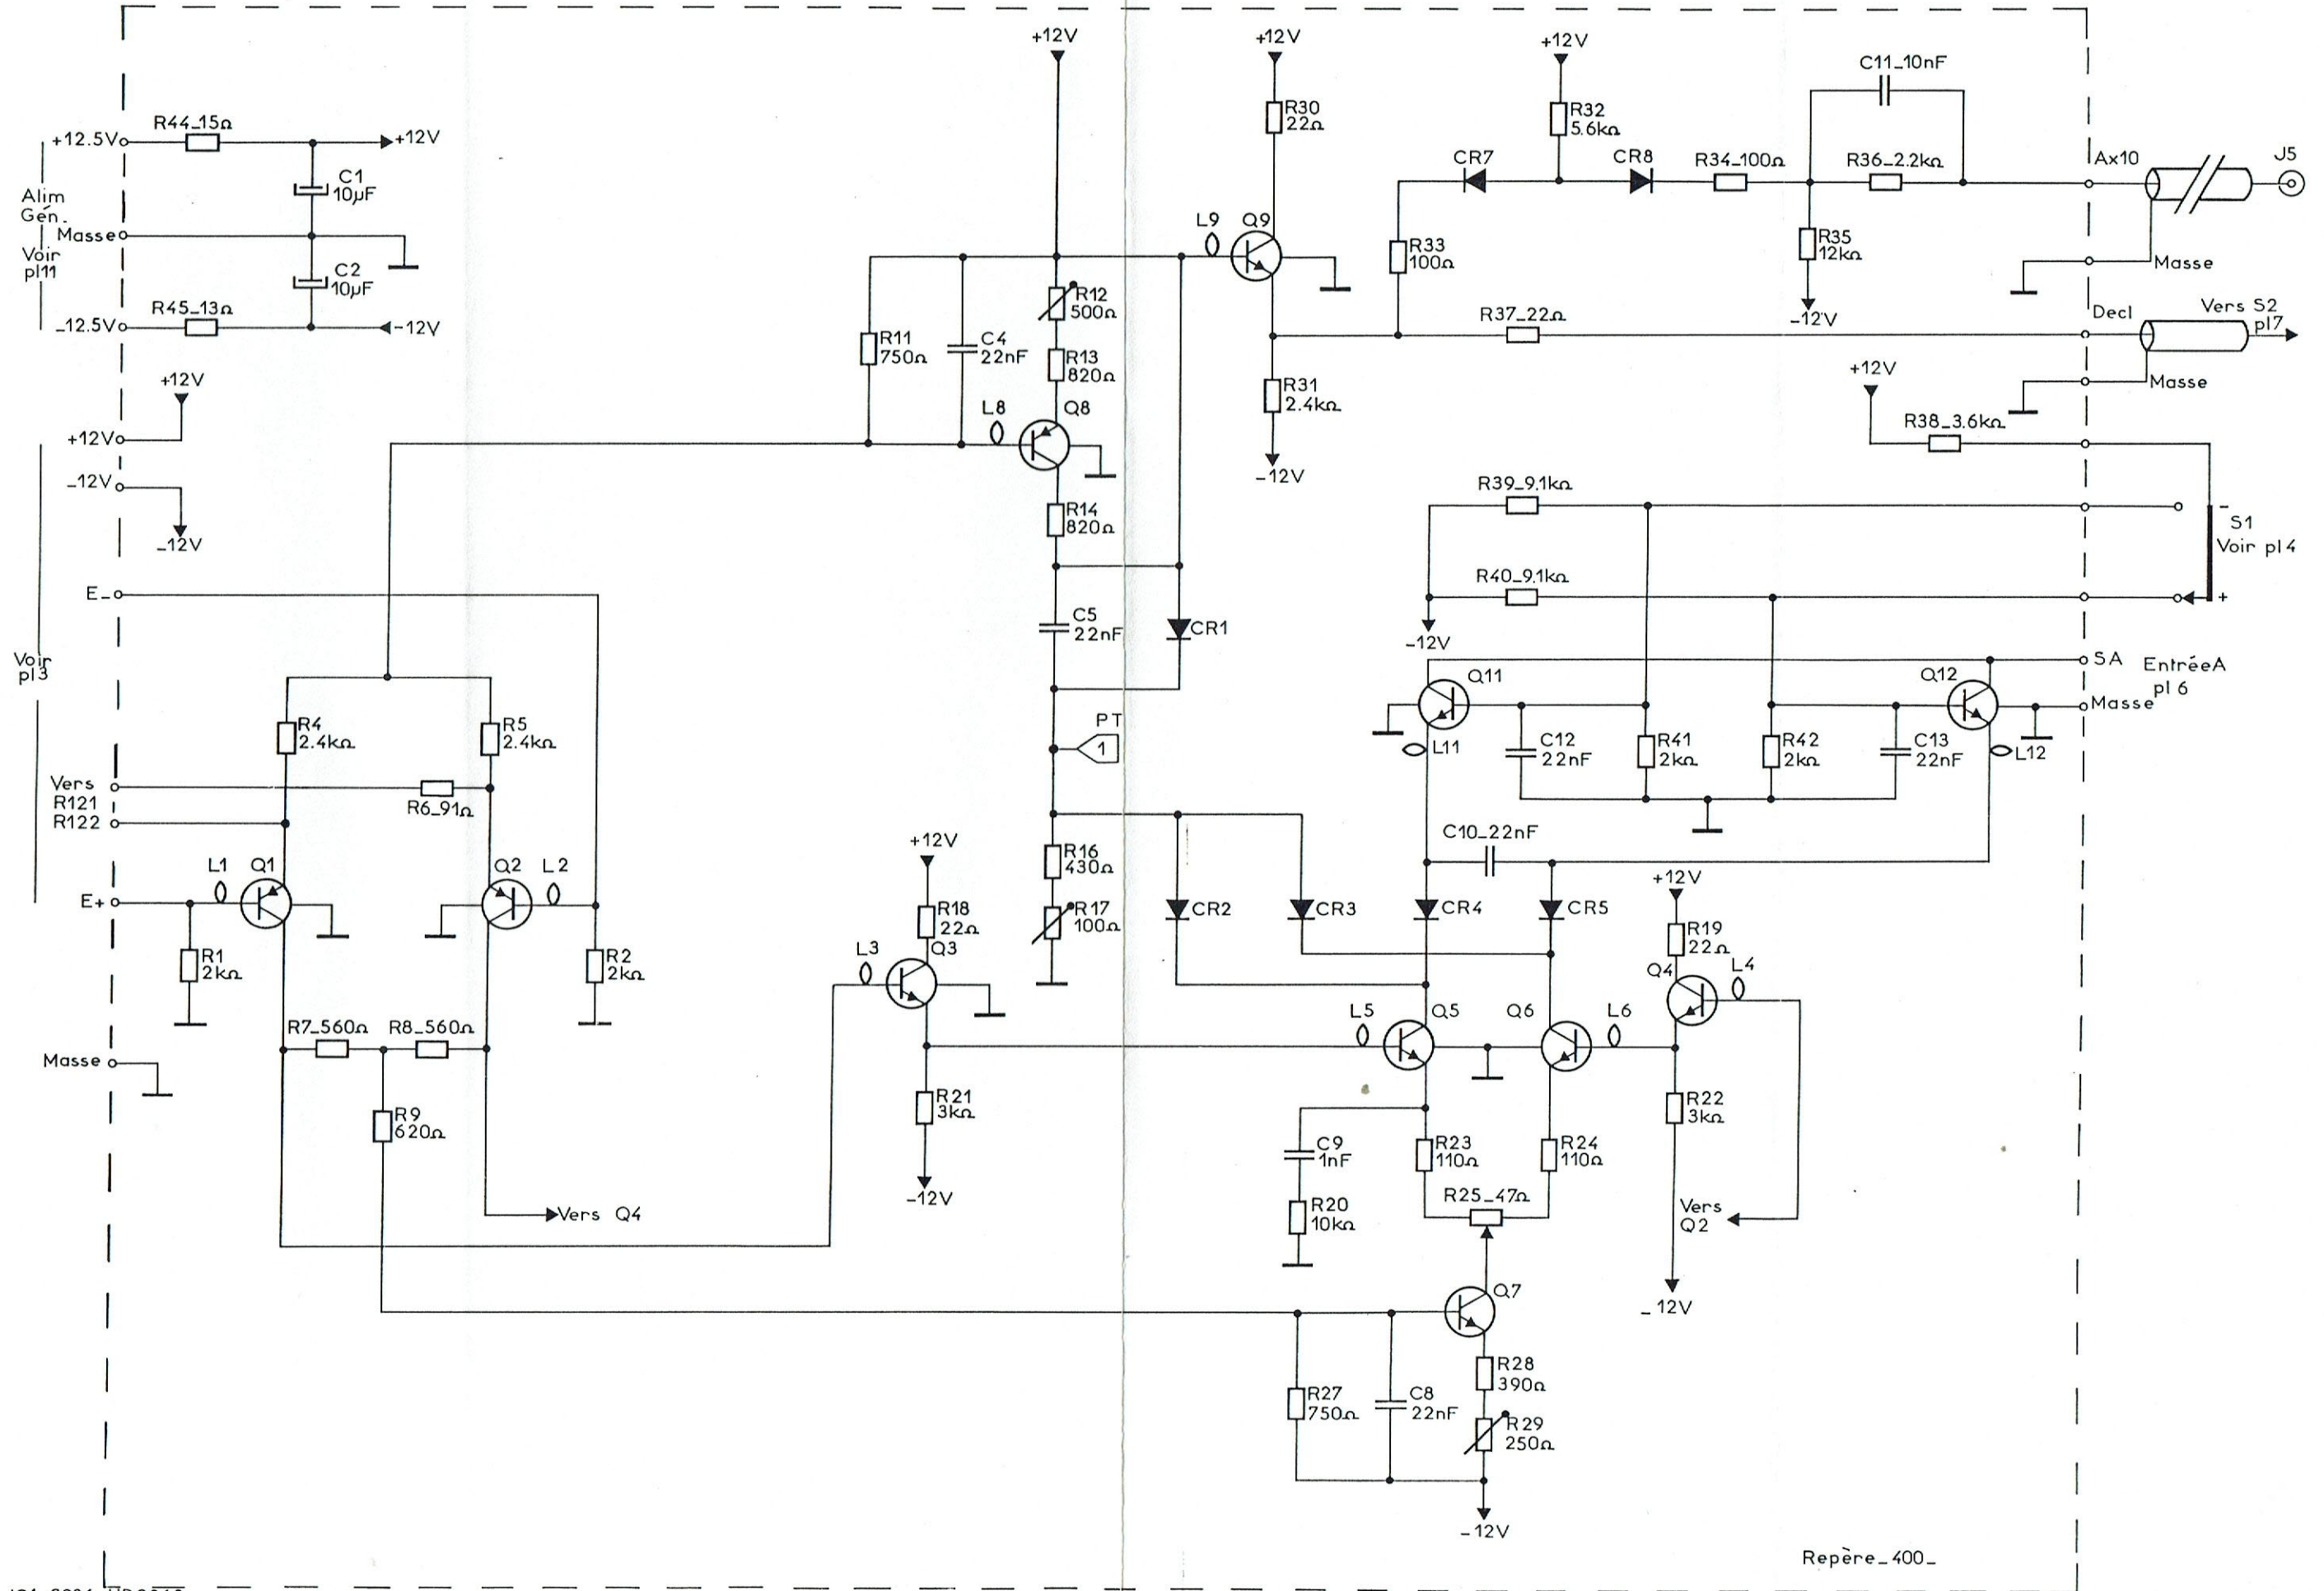 +12V
+12V
+12V
C11_10nF
R30
22Ω
R32
5.6kΩ
R44_15Ω
+12.5V
+12V
CR7
CR8
R34_100Ω
R36_2.2kΩ
Ax10
J5
C1
10µF
Alim
Gén.
Masse
Voir
pl11
C2
10µF
R45_13Ω
_12.5V
-12V
L9
Q9
R33
100Ω
R35
12kΩ
-12V
Masse
R12
500Ω
R37_22Ω
Decl
Vers S2
pl7
R11
750Ω
C4
22nF
R13
820Ω
R31
2.4kΩ
-12V
+12V
Masse
+12V
+12V
L8
Q8
R38_3.6kΩ
_12V
_12V
R14
820Ω
R39_9.1kΩ
-
S1
Voir pl4
R40_9.1kΩ
+
-12V
E_
C5
22nF
CR1
Voir
pl3
Q11
Q12
SA
EntréeA
pl 6
Masse
R4
2.4kΩ
R5
2.4kΩ
PT
1
L11
C12
22nF
R41
2kΩ
R42
2kΩ
C13
22nF
L12
Vers
R121
R122
R6_91Ω
C10_22nF
+12V
R16
430Ω
+12V
L1
Q1
Q2
L2
E+
R18
22Ω
R17
100Ω
CR2
CR3
CR4
CR5
R19
22Ω
R1
2kΩ
R2
2kΩ
L3
Q3
Q4
L4
R7_560Ω
R8_560Ω
L5
Q5
Q6
L6
Masse
R9
620Ω
R21
3kΩ
-12V
R22
3kΩ
C9
1nF
R23
110Ω
R24
110Ω
R20
10kΩ
R25_47Ω
Vers
Q2
Vers Q4
Q7
_ 12V
R28
390Ω
R27
750Ω
C8
22nF
R29
250Ω
-12V
Repère_400_